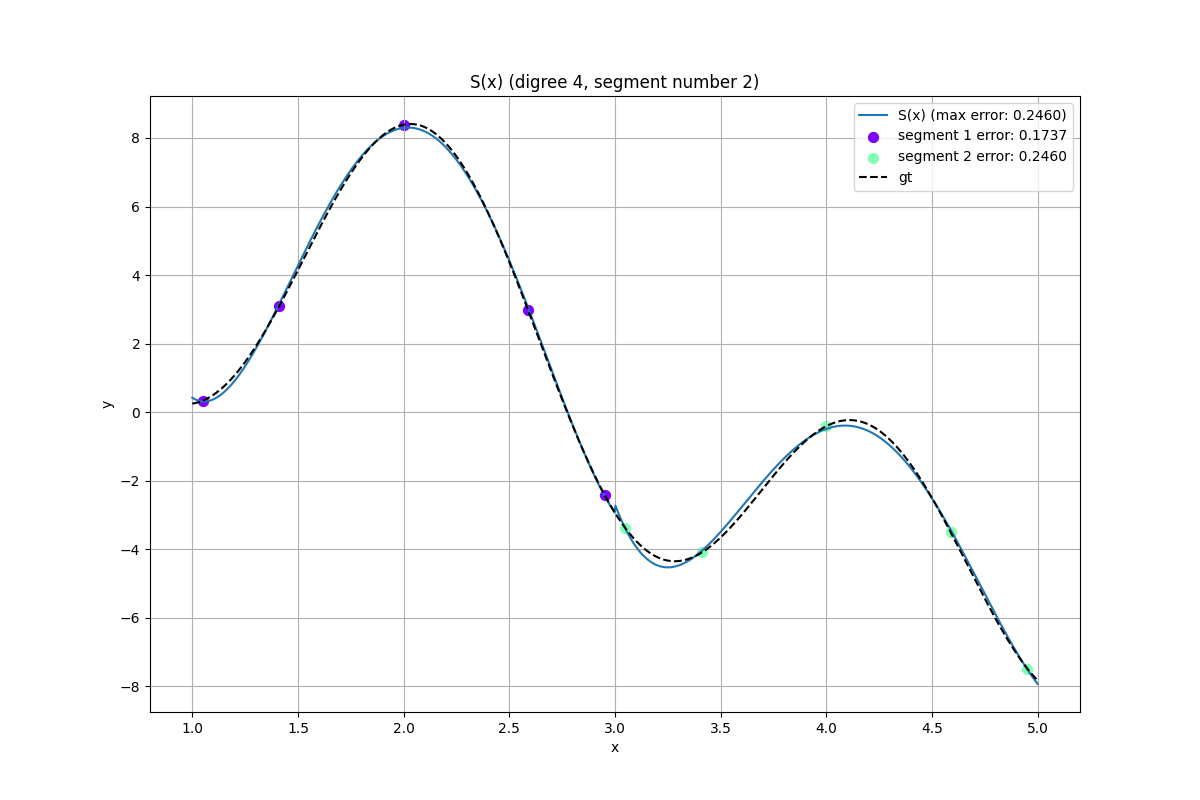 S(x) (digree 4, segment number 2)
S(x) (max error: 0.2460)
segment 1 error: 0.1737
segment 2 error: 0.2460
gt
8
6
4
2
0
−2
−4
−6
−8
y
1.0 1.5 2.0 2.5 3.0 3.5 4.0 4.5 5.0
x